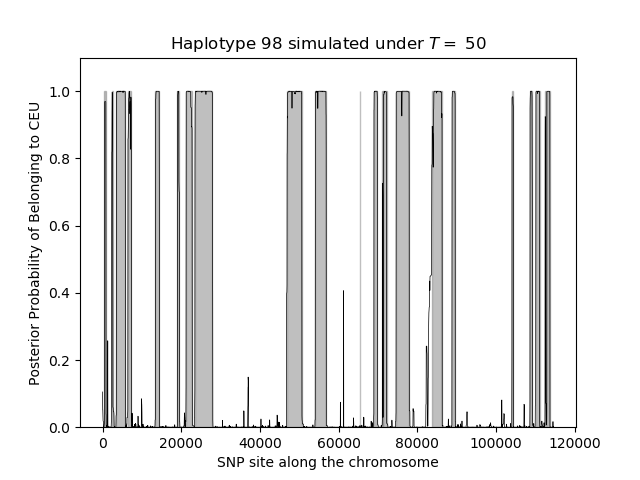 Haplotype 98 simulated under T = 50
Posterior Probability of Belonging to CEU
1.0
0.8
0.6
0.4
0.2
0.0
0 20000 40000 60000 80000 100000 120000
SNP site along the chromosome